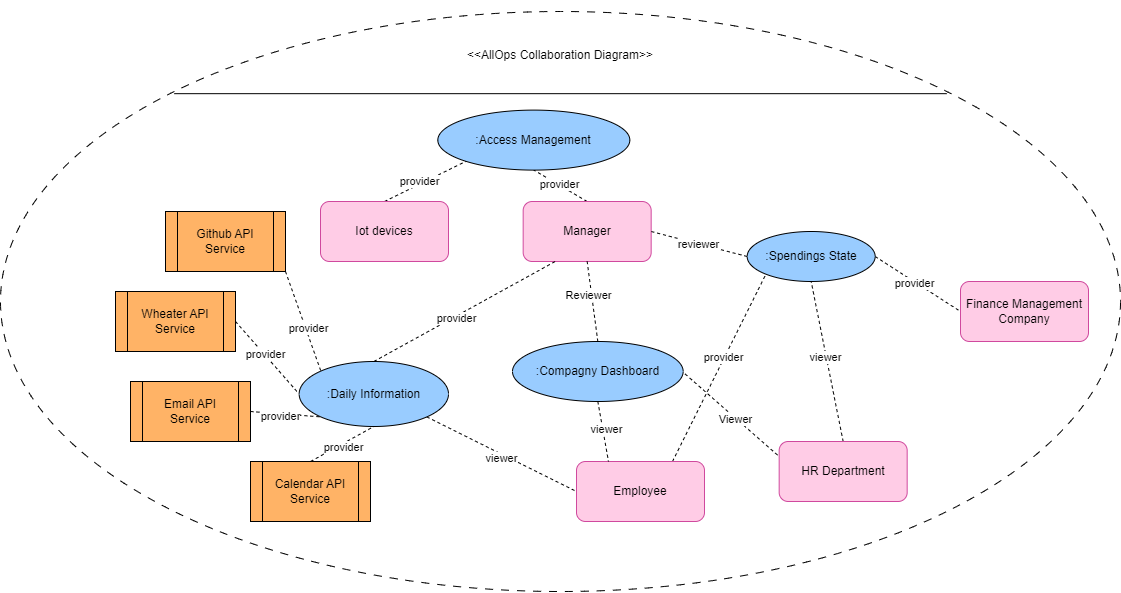 <<AllOps Collaboration Diagram>>
:Access Management
provider
provider
Iot devices
Manager
Github API
Service
reviewer
:Spendings State
provider
Finance Management
Company
Wheater API
Service
Reviewer
provider
provider
provider
provider
viewer
:Compagny Dashboard
:Daily Information
Email API
Service
provider
Viewer
viewer
provider
viewer
HR Department
Calendar API
Service
Employee